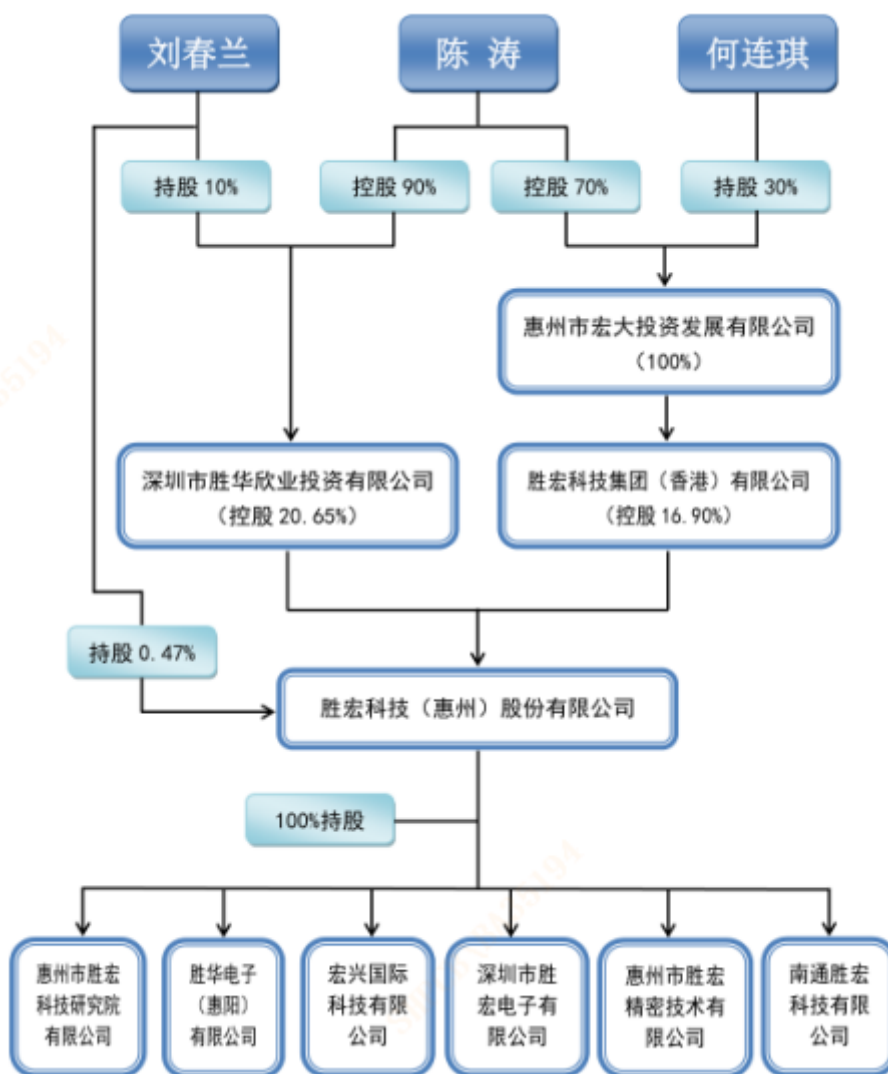 刘春兰
陈 涛
何连琪
持股 10%
控股 90%
控股 70%
持股 30%
惠州市宏大投资发展有限公司
（100%）
深圳市胜华欣业投资有限公司
（控股 20.65%）
胜宏科技集团（香港）有限公司
（控股 16.90%）
持股 0.47%
胜宏科技（惠州）股份有限公司
100%持股
惠州市胜宏
科技研究院
有限公司
胜华电子
（惠阳）
有限公司
宏兴国际
科技有限
公司
深圳市胜
宏电子有
限公司
惠州市胜宏
精密技术有
限公司
南通胜宏
科技有限
公司